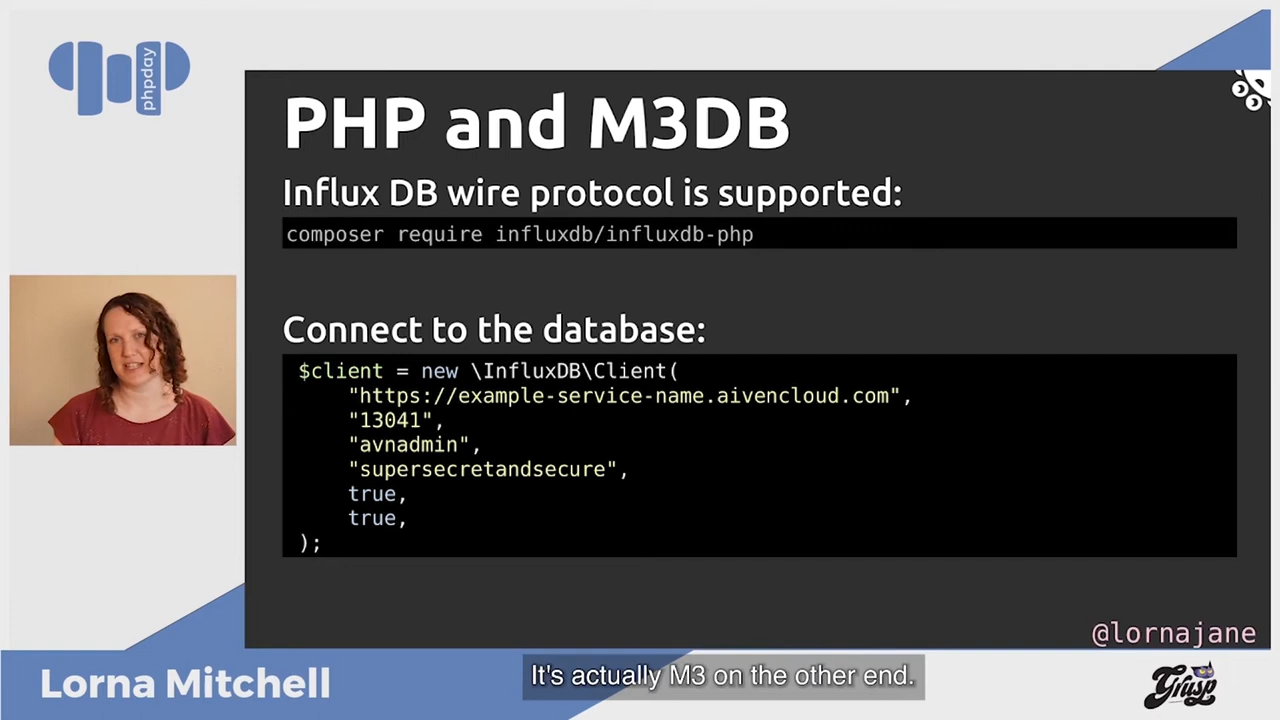 phpday
PHP and M3DB
Influx DB wire protocol is supported:
composer require influxdb/influxdb-php
Connect to the database:
$client = new \InfluxDB\Client(
"https://example-service-name.aivencloud.com",
"13041",
"avnadmin",
"supersecretandsecure",
true,
true,
);
@lornajane
Lorna Mitchell
It's actually M3 on the other end.
Grusp